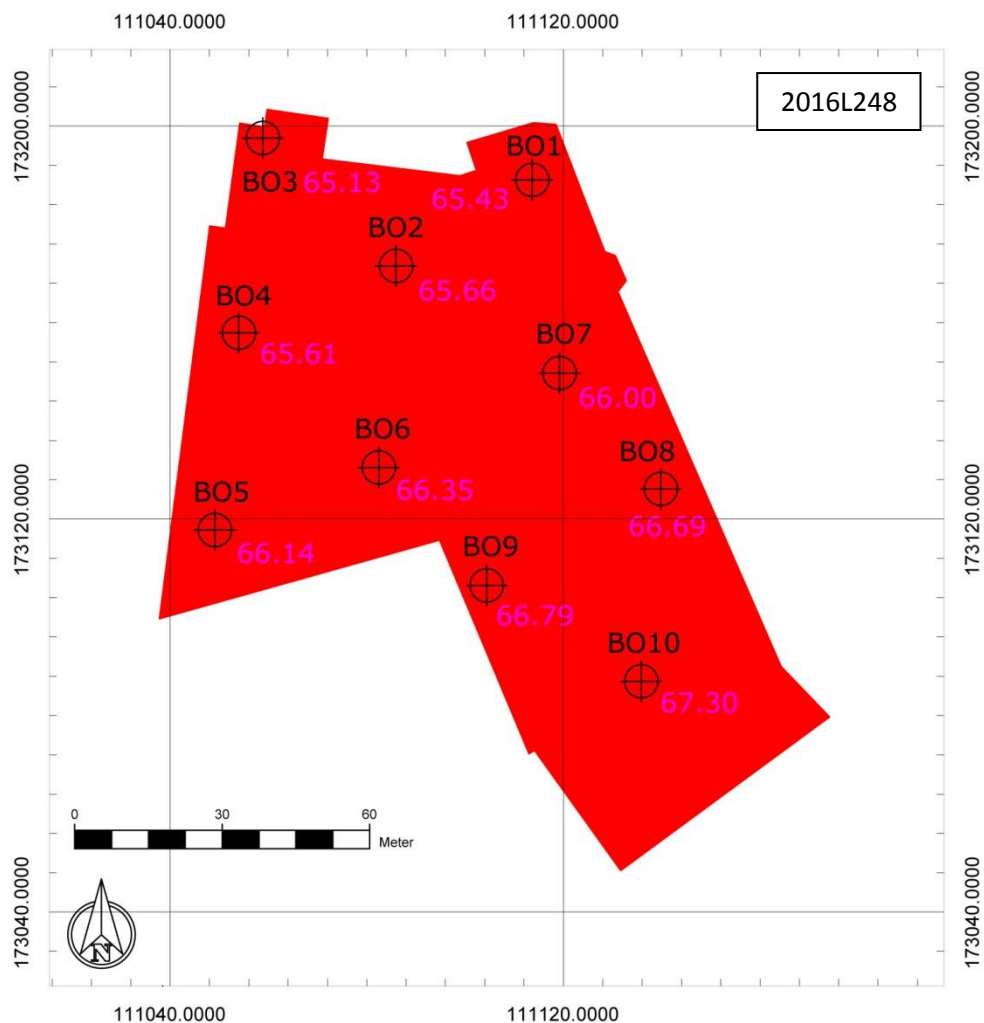 111040.0000 111120.0000
2016L248
173200.0000 173200.0000
BO1
BO3 65.13
65.43
BO2
65.66
BO4
65.61
BO7
66.00
BO6
66.35
BO8
66.69
BO5
66.14
173120.0000 173120.0000
BO9
66.79
BO10
67.30
0 30 60
Meter
173040.0000 173040.0000
N
111040.0000 111120.0000